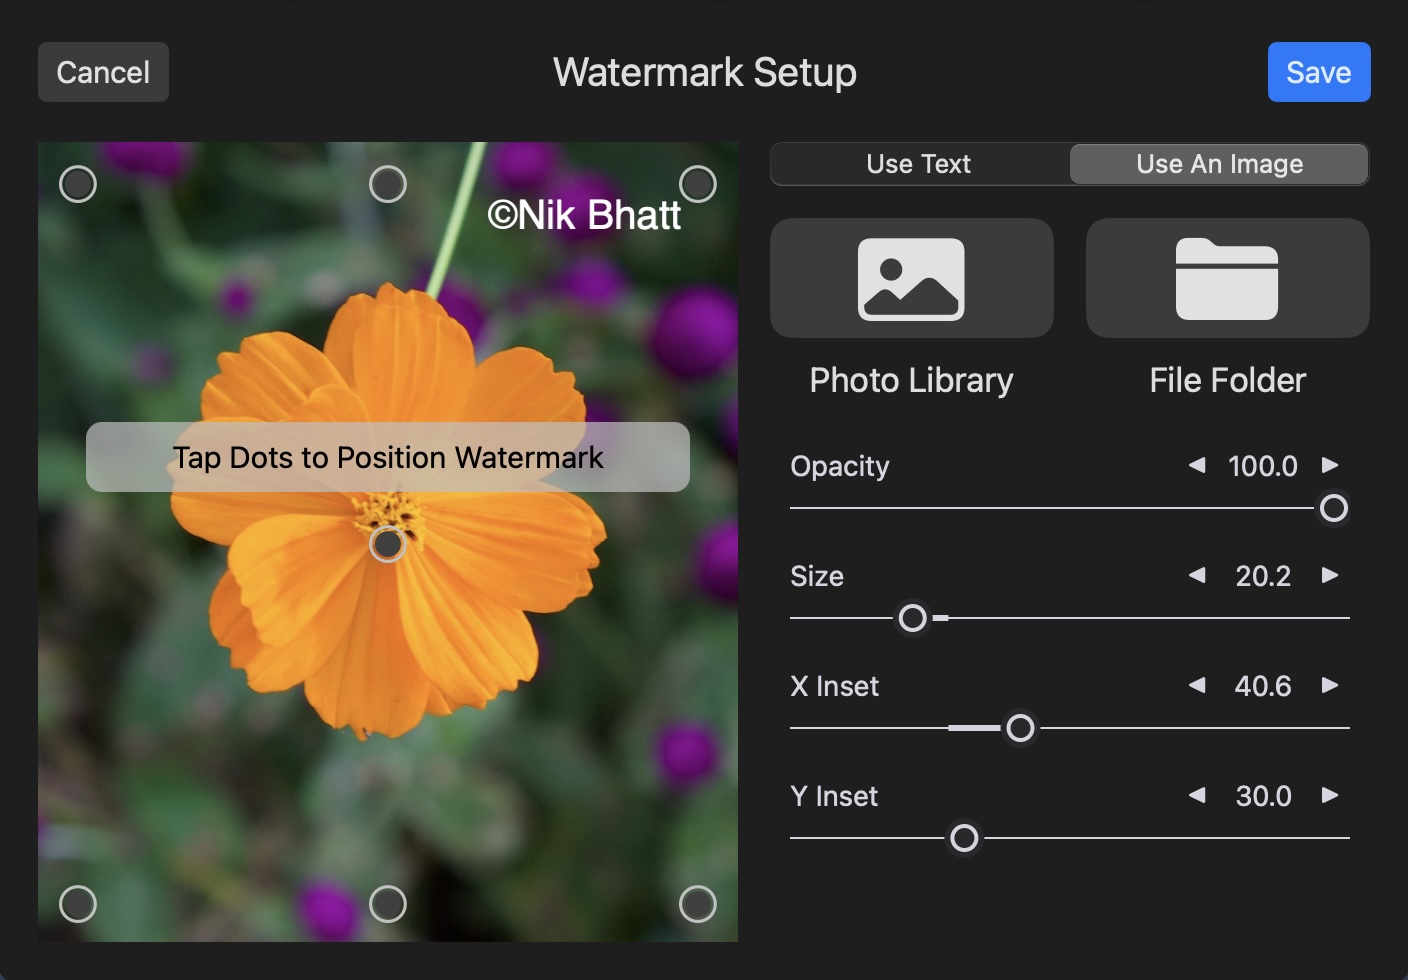 Cancel
Watermark Setup
Save
Use Text
Use An Image
©Nik Bhatt
Photo Library
File Folder
Tap Dots to Position Watermark
Opacity
◀ 100.0 ▶
Size
◀ 20.2 ▶
X Inset
◀ 40.6 ▶
Y Inset
◀ 30.0 ▶